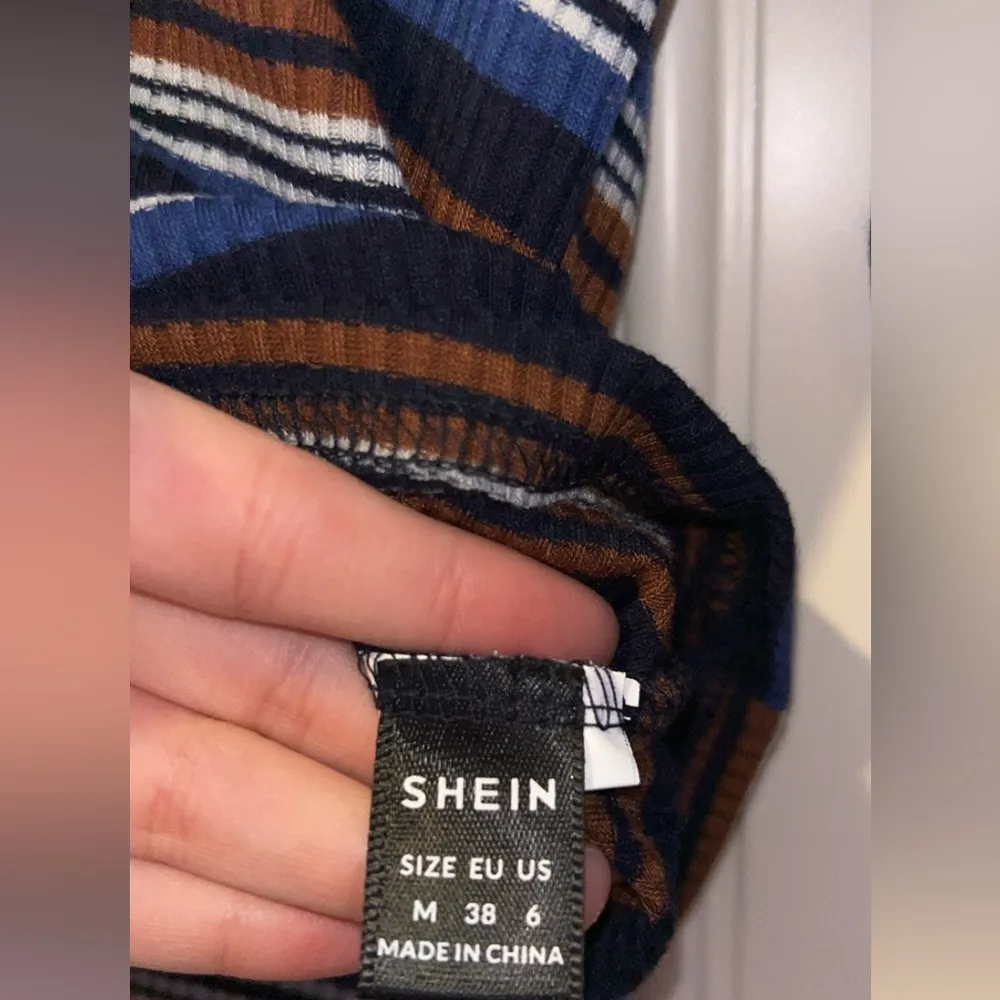 SHEIN
SIZE EU US
M 38 6
MADE IN CHINA